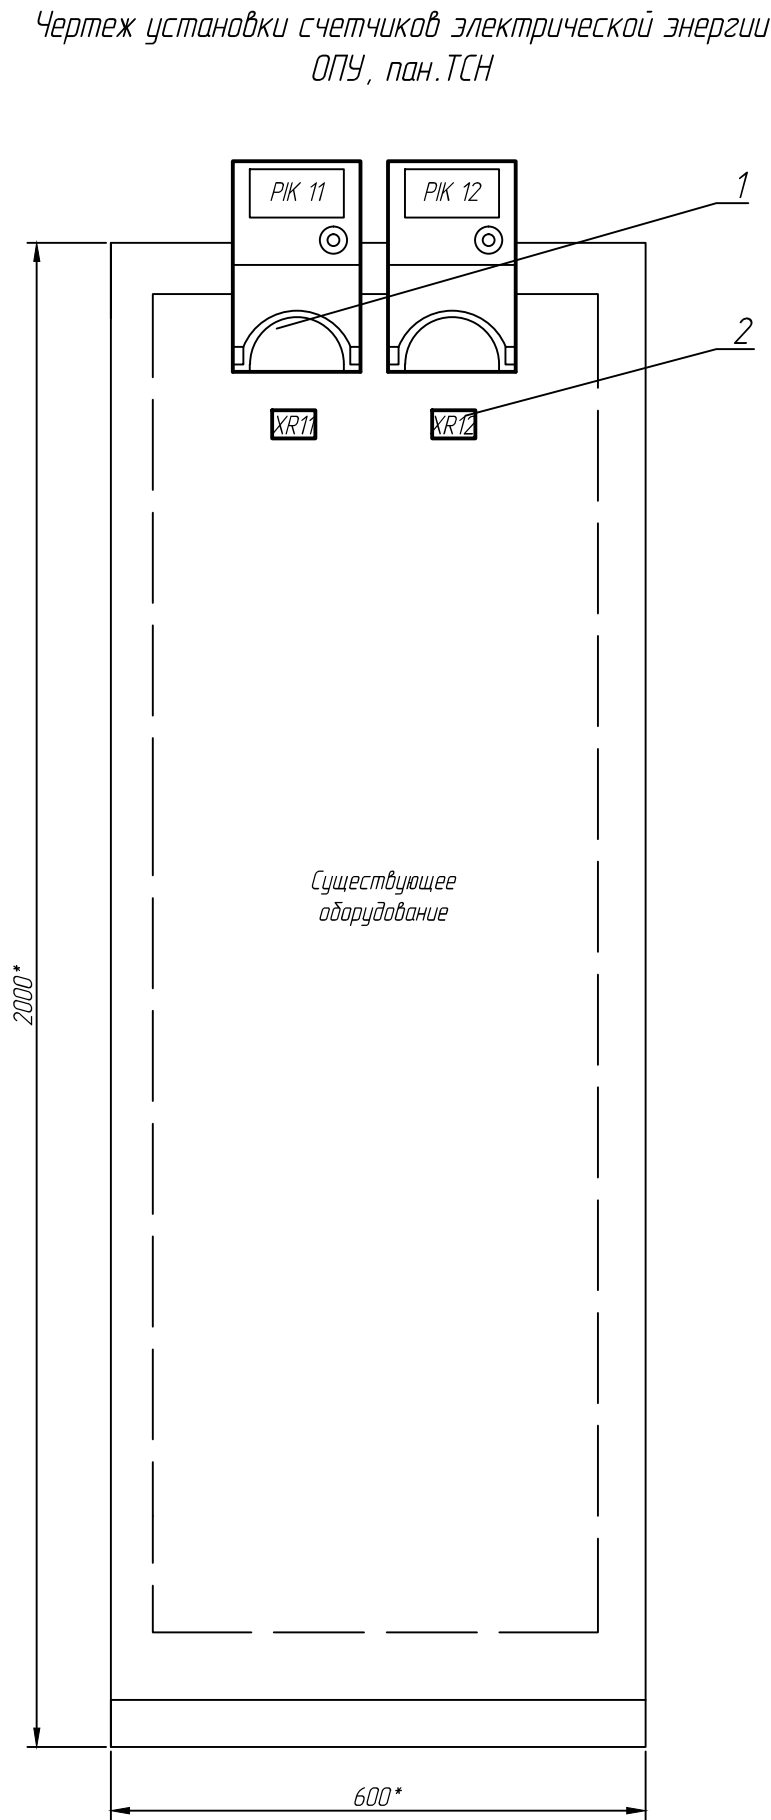 Чертеж установки счетчиков электрической энергии
ОПУ, пан.ТСН
PIK 11
PIK 12
1
2
XR11
XR12
Существующее
оборудование
2000*
600*